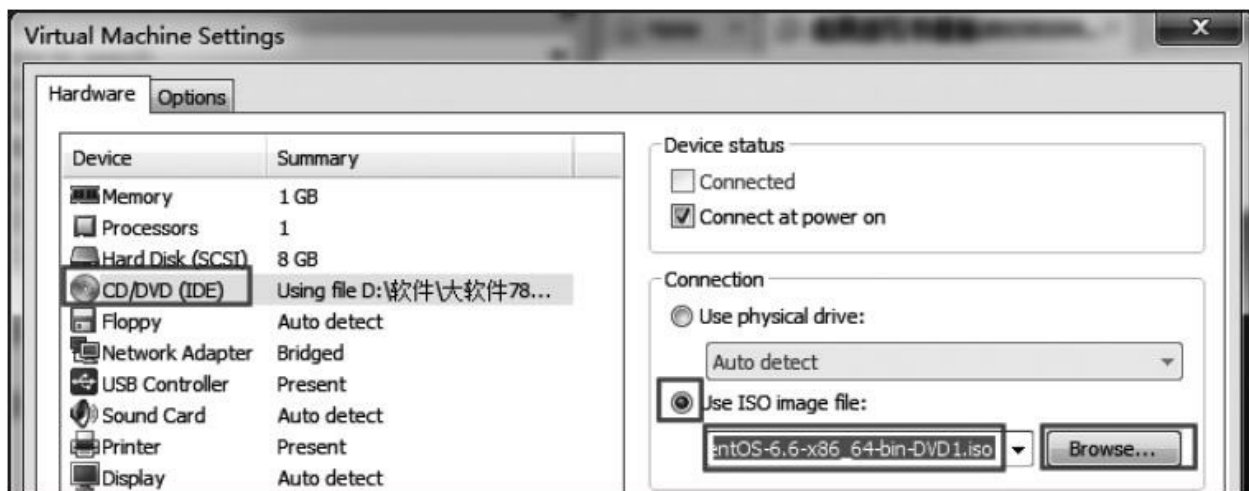 Virtual Machine Settings
X
Hardware Options
Device Summary
Memory 1 GB
Processors 1
Hard Disk (SCSI) 8 GB
CD/DVD (IDE) Using file D:\软件\大软件78...
Floppy Auto detect
Network Adapter Bridged
USB Controller Present
Sound Card Auto detect
Printer Present
Display Auto detect
Device status
Connected
Connect at power on
Connection
Use physical drive:
Auto detect
Use ISO image file:
entOS-6.6-x86_64-bin-DVD1.iso Browse...